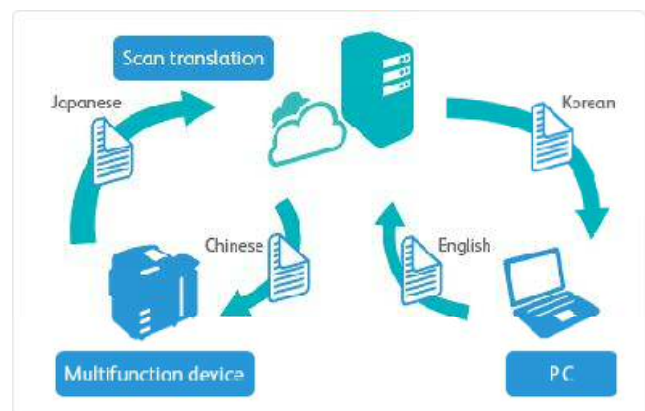 Scan translation
Japanese
Korean
Chinese
English
Multifunction device
PC